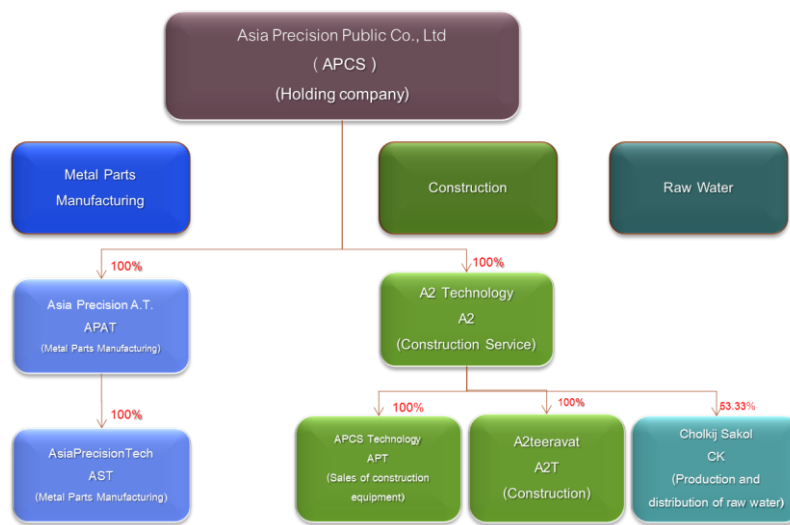 Asia Precision Public Co., Ltd
( APCS )
(Holding company)
Metal Parts
Manufacturing
Construction
Raw Water
100%
100%
Asia Precision A.T.
APAT
(Metal Parts Manufacturing)
A2 Technology
A2
(Construction Service)
100%
100%
100%
53.33%
AsiaPrecisionTech
AST
(Metal Parts Manufacturing)
APCS Technology
APT
(Sales of construction
equipment)
A2teeravat
A2T
(Construction)
Cholkij Sakol
CK
(Production and
distribution of raw water)